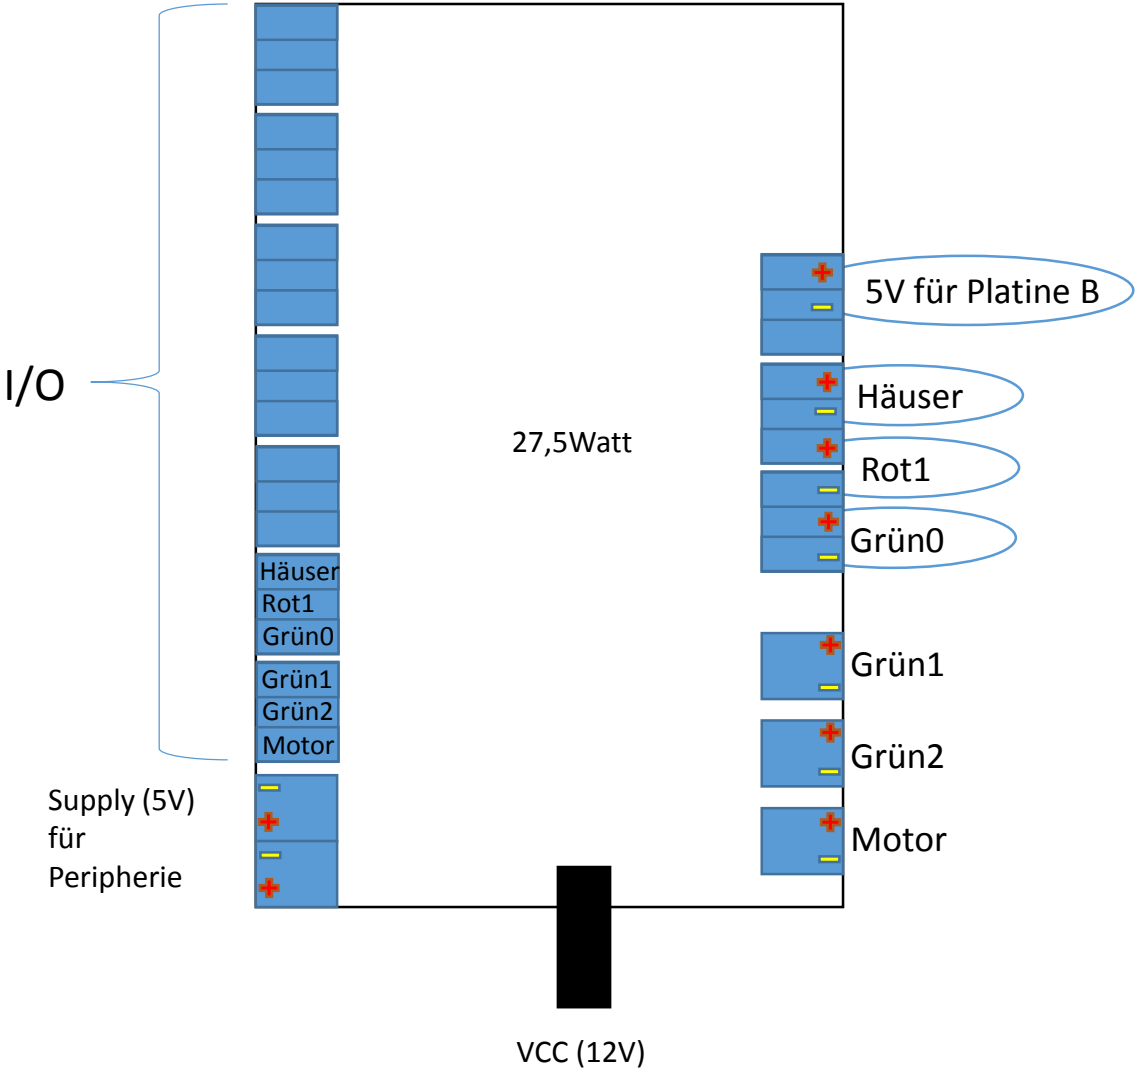 I/O
Häuser
Rot1
Grün0
Grün1
Grün2
Motor
Supply (5V)
für
Peripherie
27,5Watt
5V für Platine B
Häuser
Rot1
Grün0
Grün1
Grün2
Motor
VCC (12V)